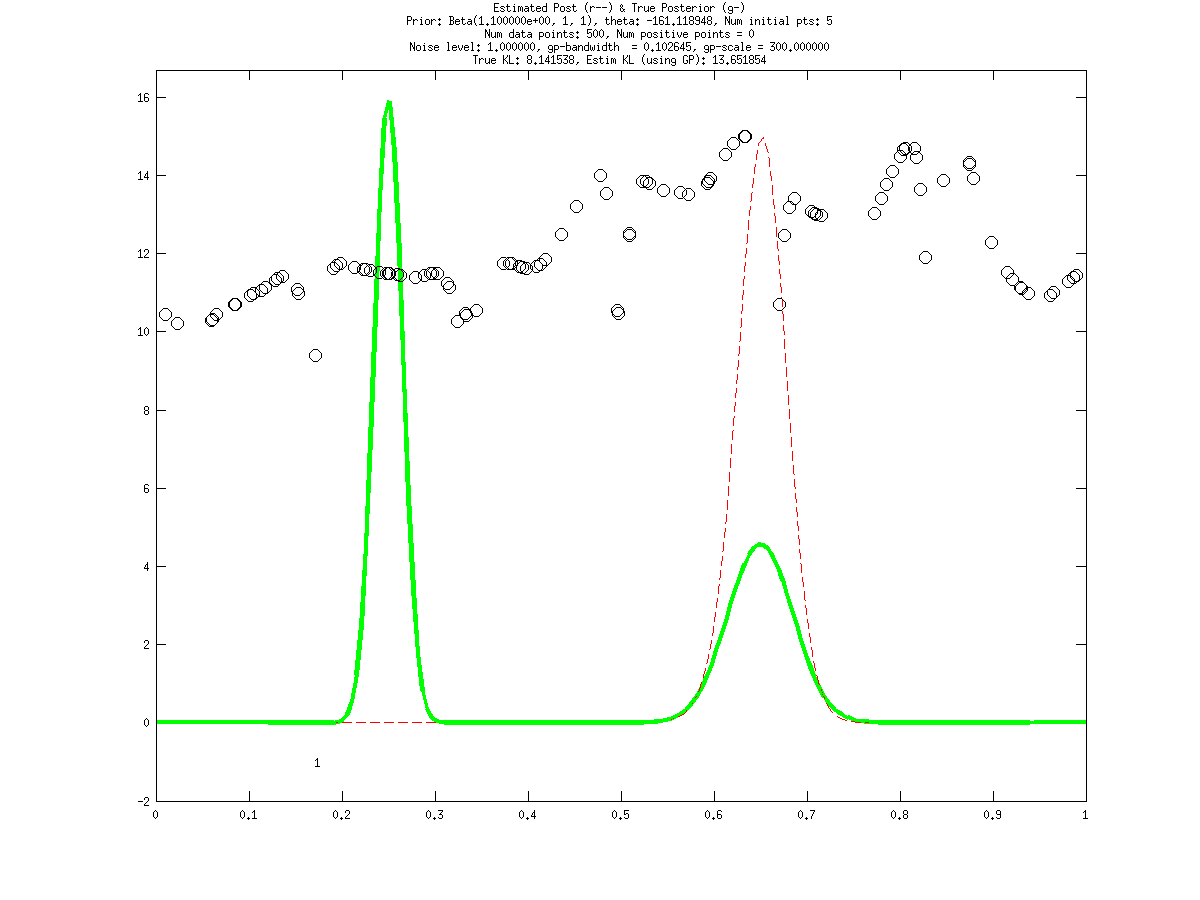 Estimated Post (r--) & True Posterior (g-)
Prior: Beta(1.100000e+00, 1, 1), theta: -161.118948, Num initial pts: 5
Num data points: 500, Num positive points = 0
Noise level: 1.000000, gp-bandwidth  = 0.102645, gp-scale = 300.000000
True KL: 8.141538, Estim KL (using GP): 13.651854
16
14
12
10
8
6
4
2
0
1
-2
0 0.1 0.2 0.3 0.4 0.5 0.6 0.7 0.8 0.9 1